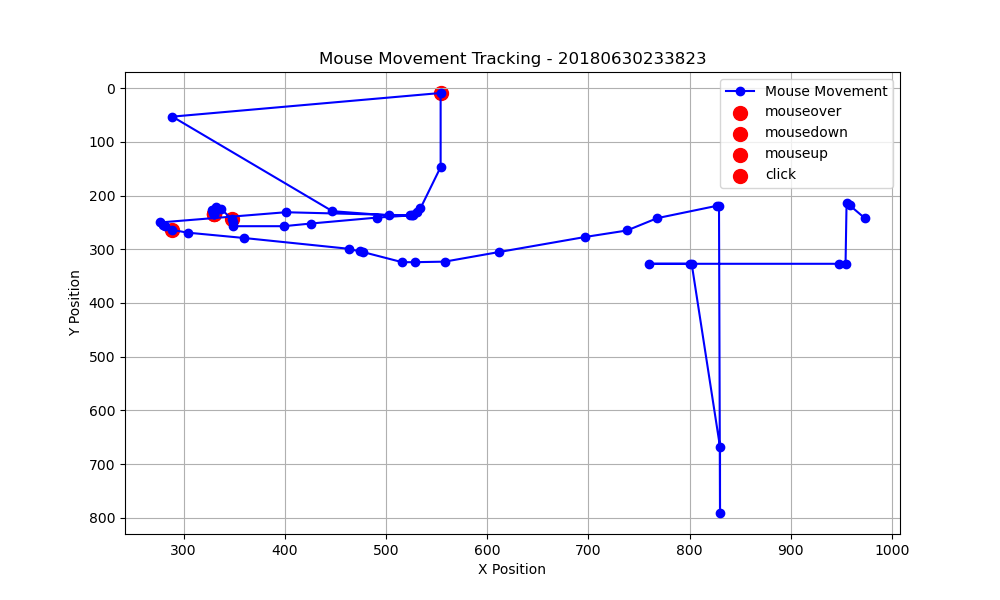 Mouse Movement Tracking - 20180630233823
Mouse Movement
mouseover
mousedown
mouseup
click
0
100
200
300
400
500
600
700
800
Y Position
300 400 500 600 700 800 900 1000
X Position